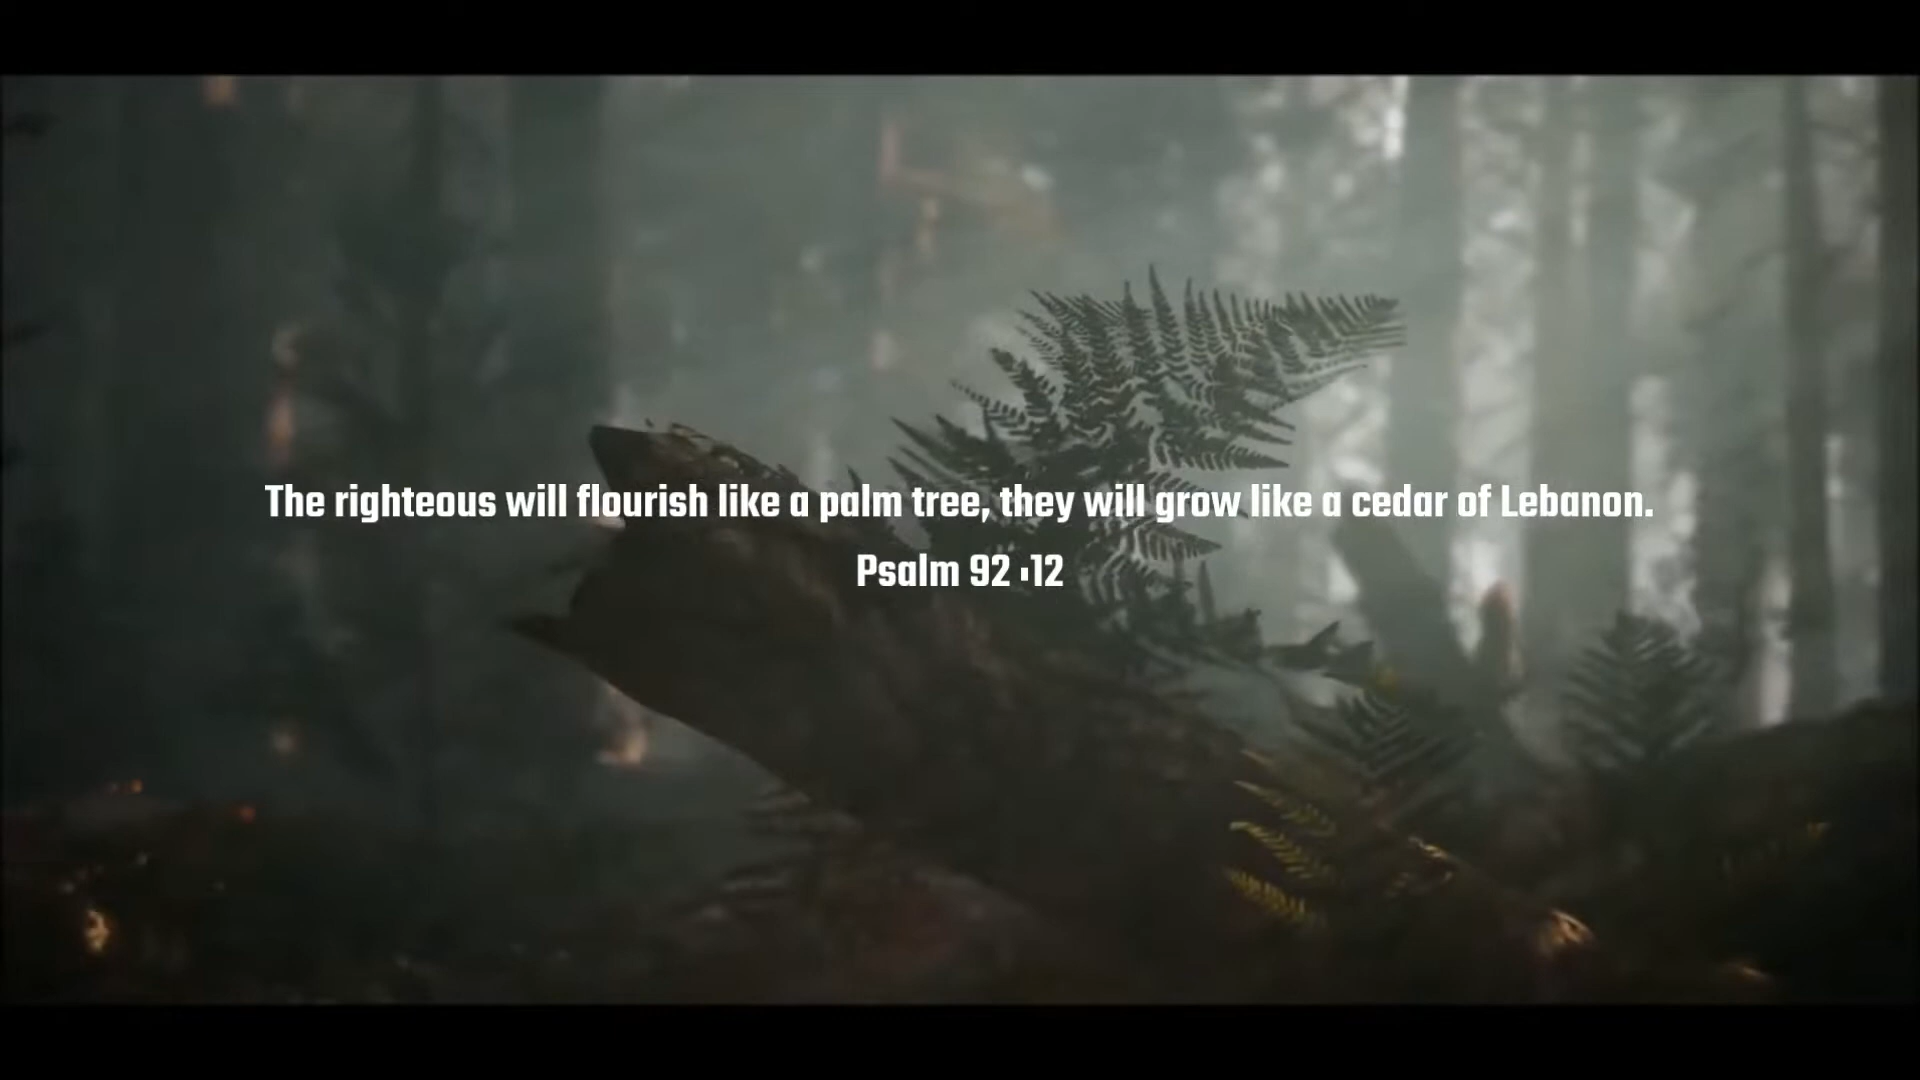 The righteous will flourish like a palm tree, they will grow like a cedar of Lebanon.
Psalm 92 :12